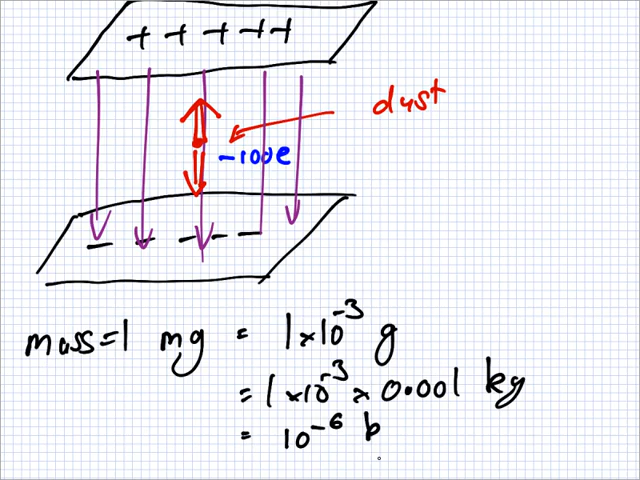 + + + + +
dust
-100e
- - - - -
mass = 1 mg = 1 × 10⁻³ g
= 1 × 10⁻³ × 0.001 kg
= 10⁻⁶ k